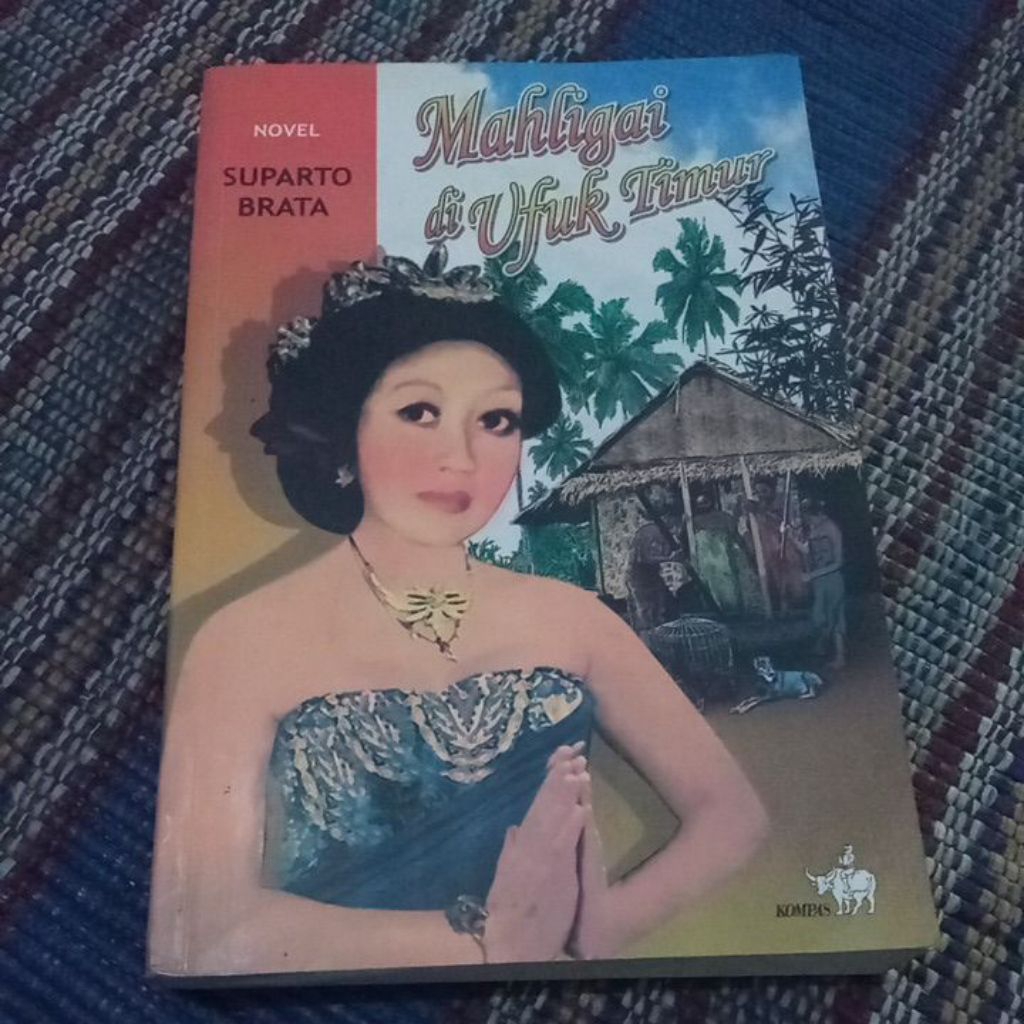 NOVEL
SUPARTO
BRATA
Mahligai
di Ufuk Timur
KOMPAS